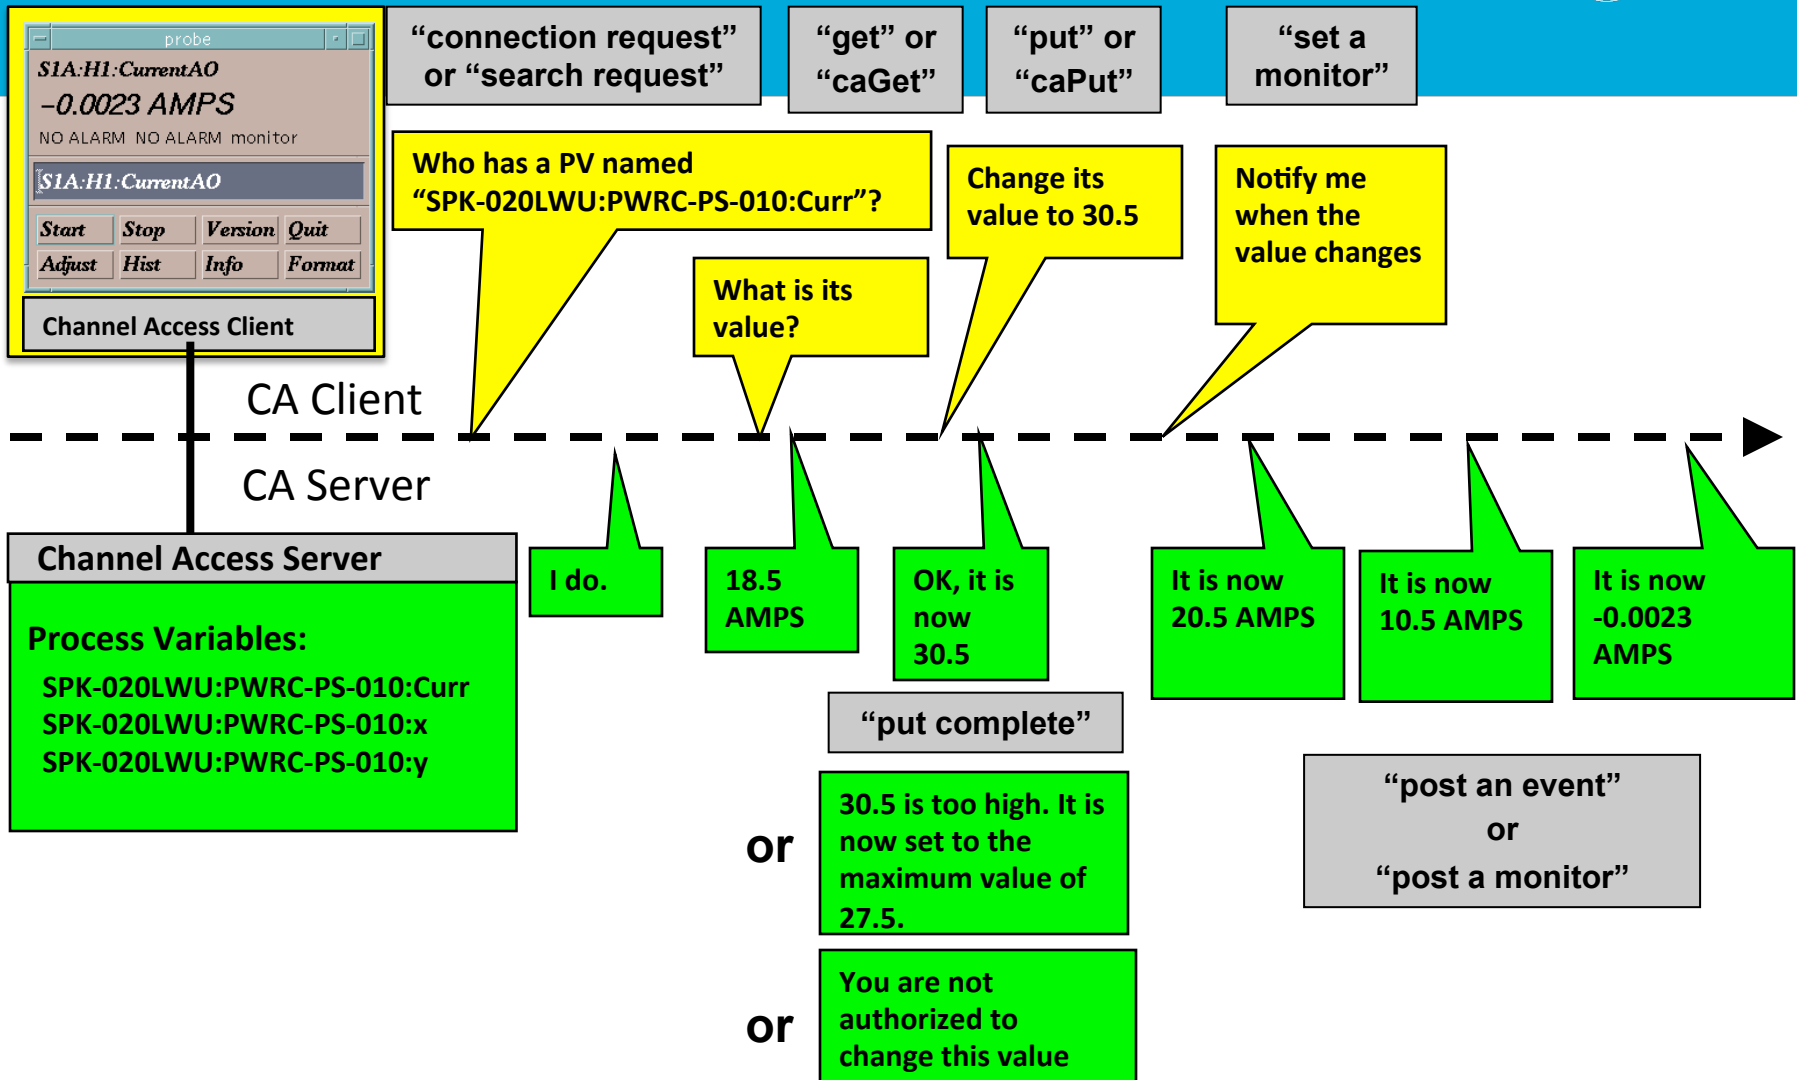 probe
S1A:H1:CurrentAO
-0.0023 AMPS
NO ALARM NO ALARM monitor
S1A:H1:CurrentAO
Start Stop Version Quit
Adjust Hist Info Format
Channel Access Client
“connection request”
or “search request”
“get” or
“caGet”
“put” or
“caPut”
“set a
monitor”
Who has a PV named
“SPK-020LWU:PWRC-PS-010:Curr”?
What is its
value?
Change its
value to 30.5
Notify me
when the
value changes
CA Client
CA Server
Channel Access Server
Process Variables:
SPK-020LWU:PWRC-PS-010:Curr
SPK-020LWU:PWRC-PS-010:x
SPK-020LWU:PWRC-PS-010:y
I do.
18.5
AMPS
OK, it is
now
30.5
It is now
20.5 AMPS
It is now
10.5 AMPS
It is now
-0.0023
AMPS
“put complete”
or
30.5 is too high. It is
now set to the
maximum value of
27.5.
or
You are not
authorized to
change this value
“post an event”
or
“post a monitor”